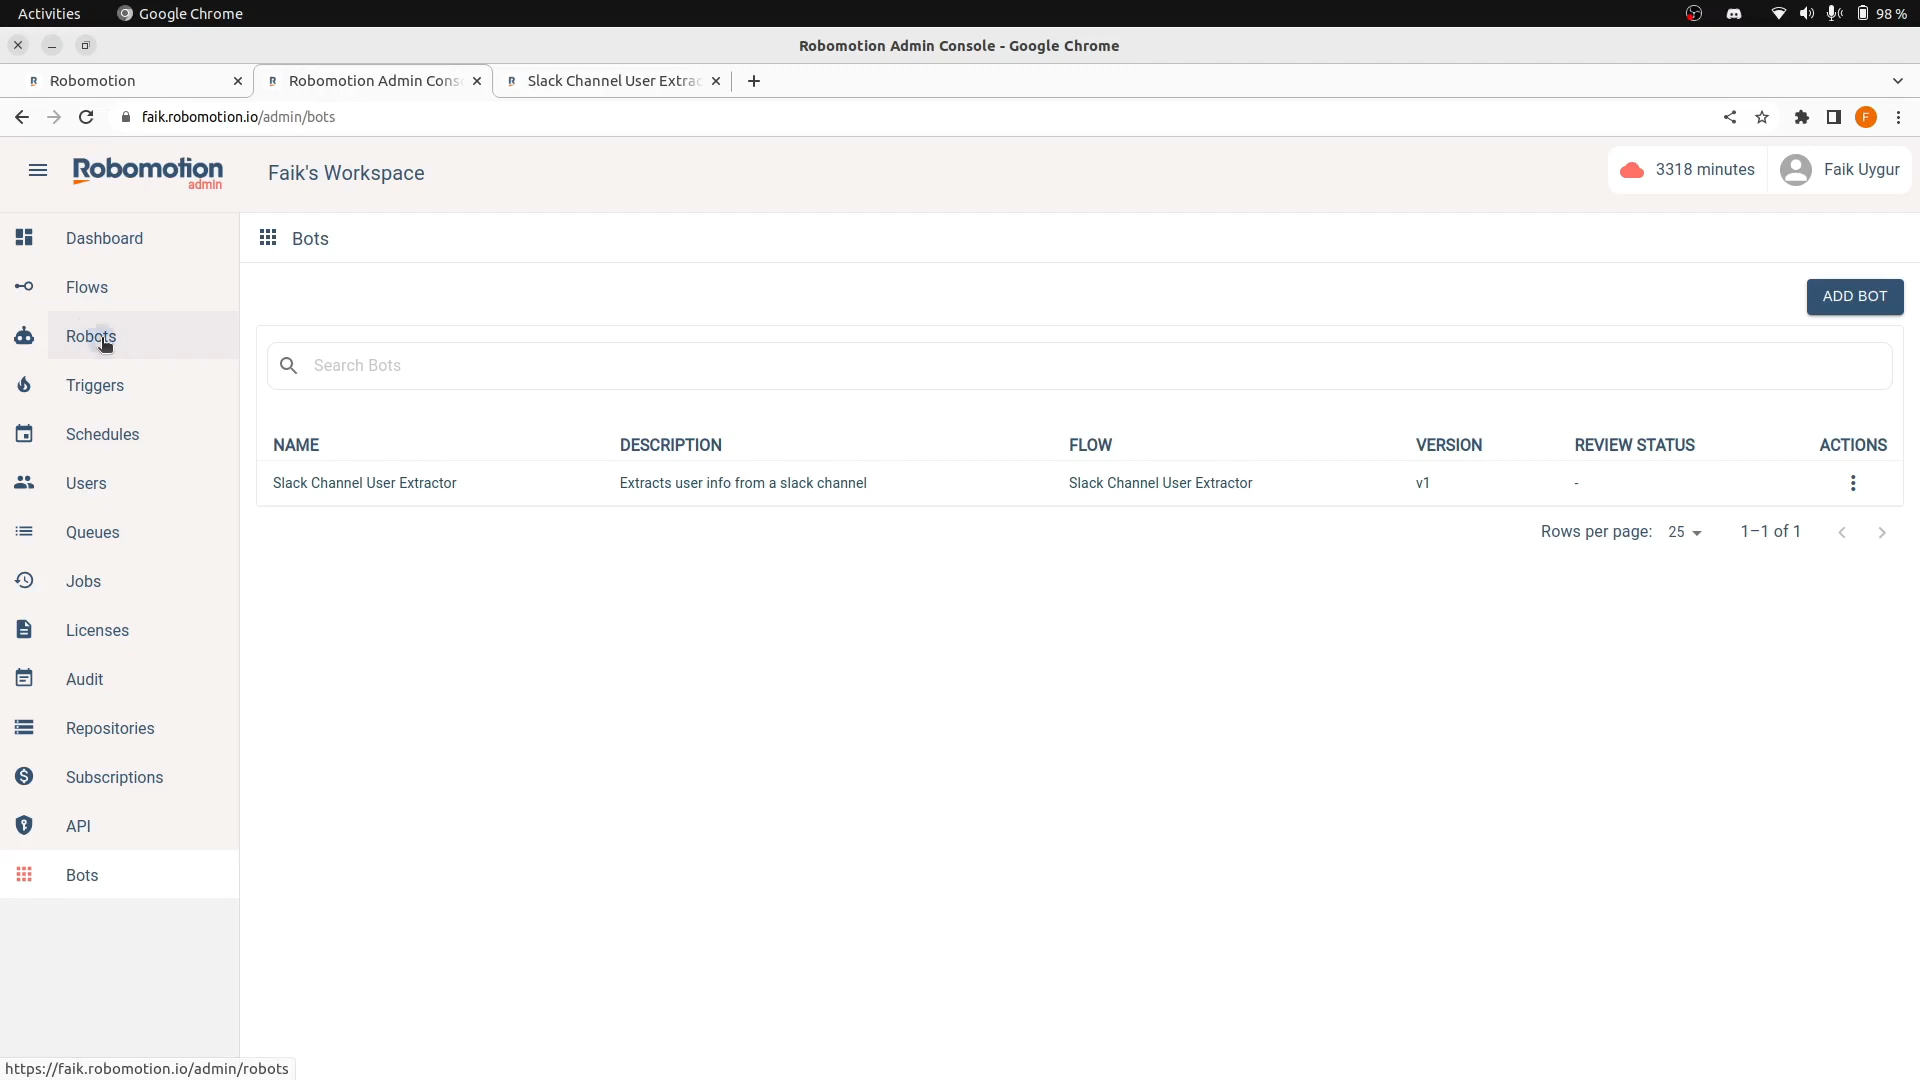 Activities
Google Chrome
98 %
Robomotion Admin Console - Google Chrome
Robomotion
Robomotion Admin Cons
Slack Channel User Extrac
faik.robomotion.io/admin/bots
F
Robomotion
admin
Faik's Workspace
3318 minutes
Faik Uygur
Dashboard
Bots
Flows
ADD BOT
Robots
Search Bots
Triggers
Schedules
NAME DESCRIPTION FLOW VERSION REVIEW STATUS ACTIONS
Users
Slack Channel User Extractor Extracts user info from a slack channel Slack Channel User Extractor v1 -
Queues
Rows per page: 25 1–1 of 1
Jobs
Licenses
Audit
Repositories
Subscriptions
API
Bots
https://faik.robomotion.io/admin/robots